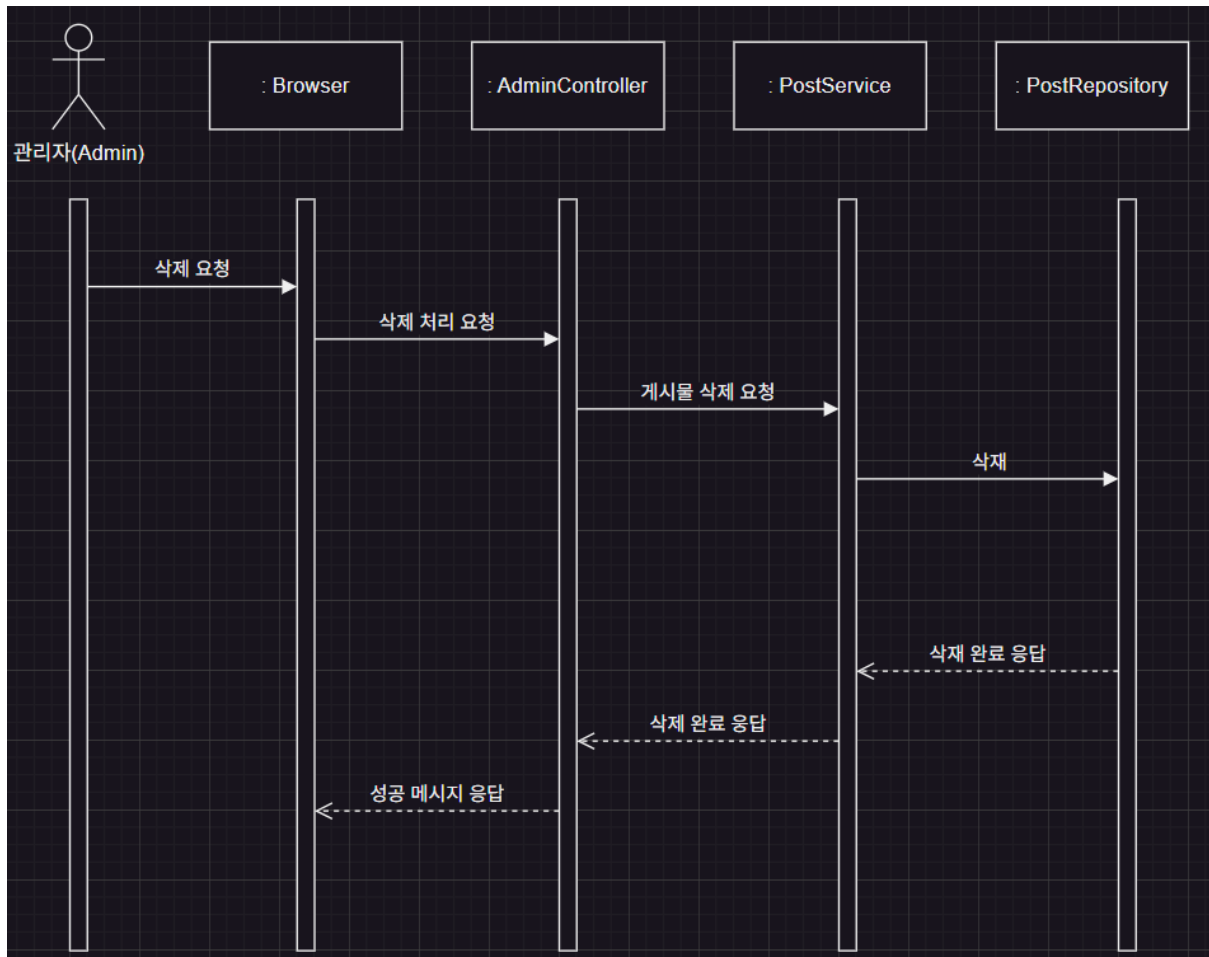 : Browser
: AdminController
: PostService
: PostRepository
관리자(Admin)
삭제 요청
삭제 처리 요청
게시물 삭제 요청
삭재
삭재 완료 응답
삭제 완료 웅답
성공 메시지 응답